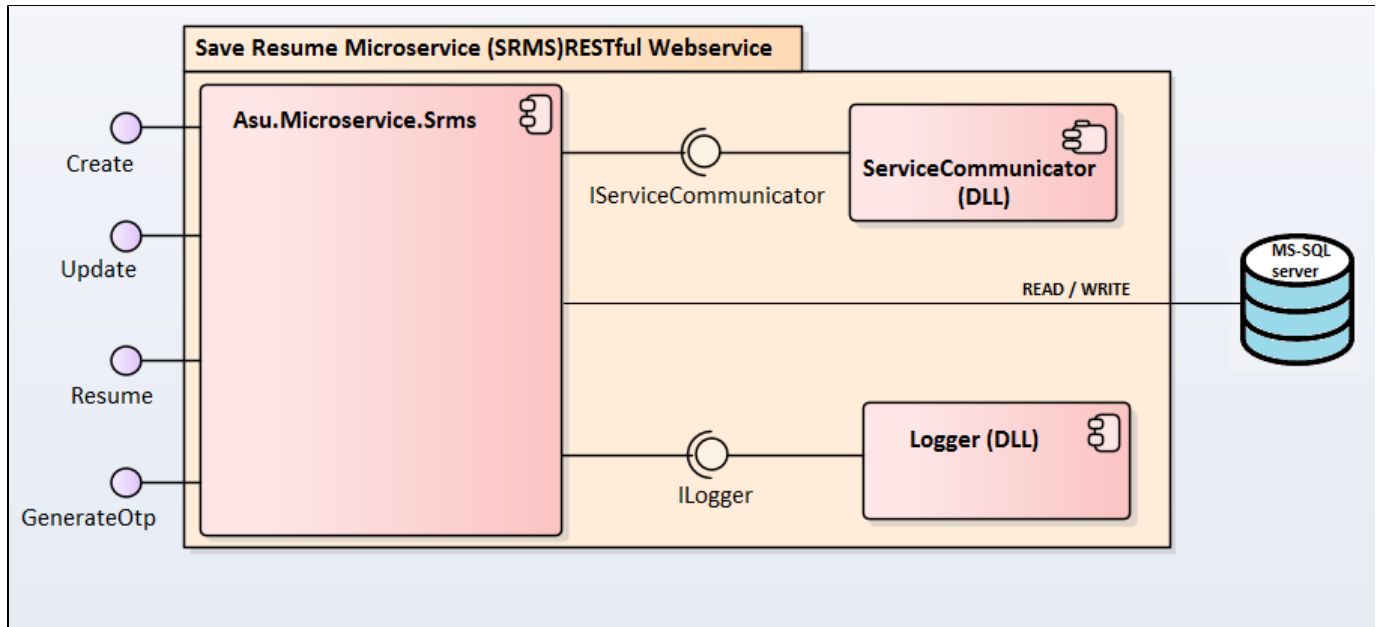 Save Resume Microservice (SRMS)RESTful Webservice
Asu.Microservice.Srms
Create
Update
Resume
GenerateOtp
IServiceCommunicator
ServiceCommunicator
(DLL)
READ / WRITE
MS-SQL
server
ILogger
Logger (DLL)